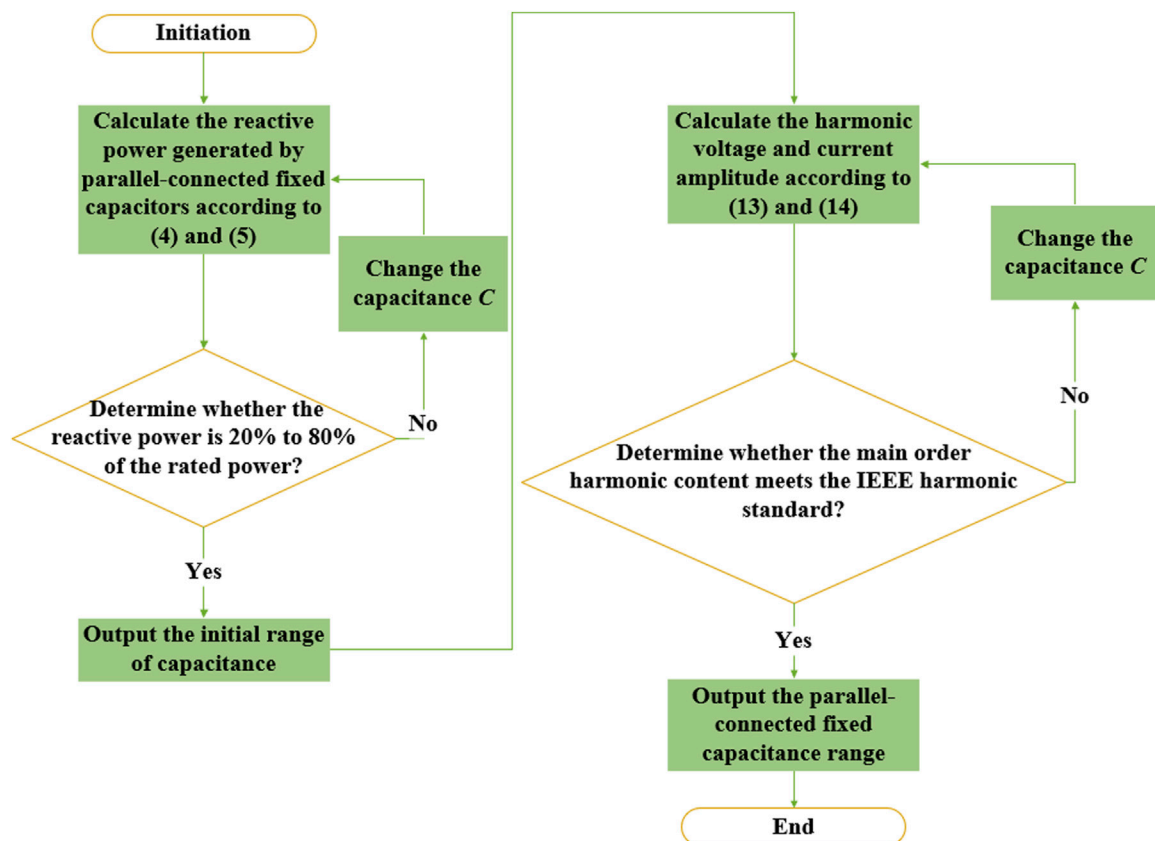 Initiation
Calculate the reactive
power generated by
parallel-connected fixed
capacitors according to
(4) and (5)
Change the
capacitance C
Determine whether the
reactive power is 20% to 80%
of the rated power?
No
Yes
Output the initial range
of capacitance
Calculate the harmonic
voltage and current
amplitude according to
(13) and (14)
Change the
capacitance C
No
Determine whether the main order
harmonic content meets the IEEE harmonic
standard?
Yes
Output the parallel-
connected fixed
capacitance range
End